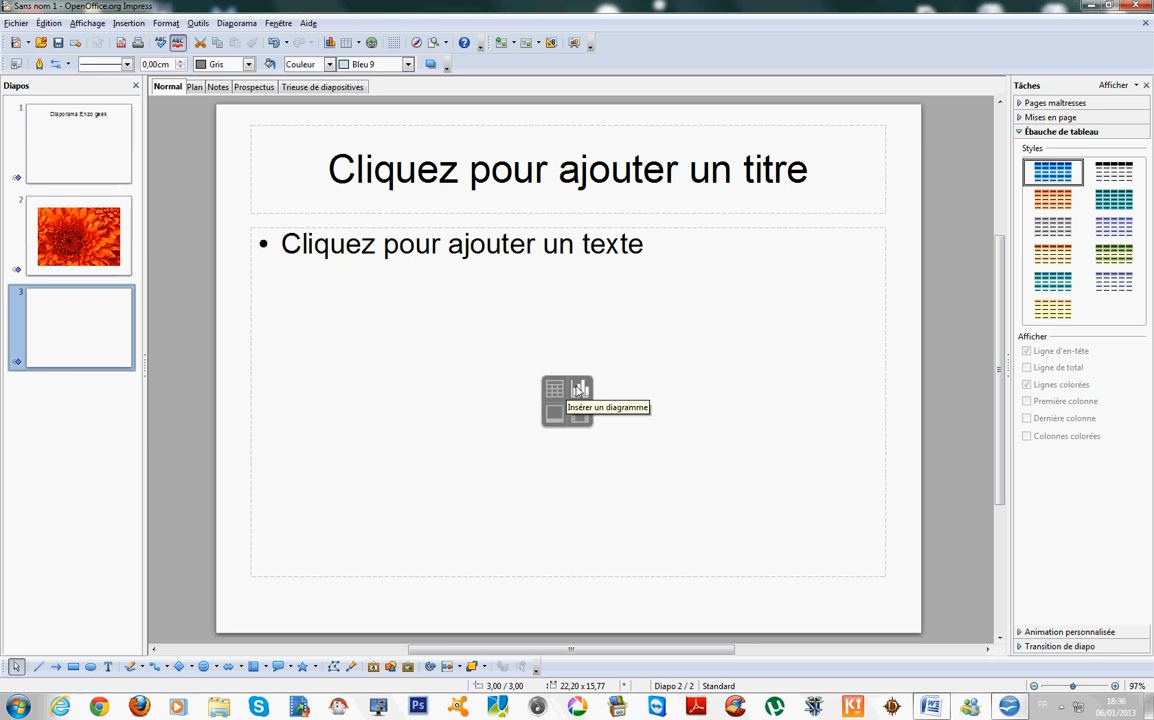 Sans nom 1 - OpenOffice.org Impress
Fichier Édition Affichage Insertion Format Outils Diaporama Fenêtre Aide
0,00cm Gris Couleur Bleu 9
Diapos
Normal Plan Notes Prospectus Trieuse de diapositives
Tâches Afficher
1
Diaporama Enzo geek
2
3
Cliquez pour ajouter un titre
• Cliquez pour ajouter un texte
Insérer un diagramme
Pages maîtresses
Mises en page
Ébauche de tableau
Styles
Afficher
Ligne d'en-tête
Ligne de total
Lignes colorées
Première colonne
Dernière colonne
Colonnes colorées
Animation personnalisée
Transition de diapo
3,00 / 3,00 22,20 x 15,77 * Diapo 2 / 2 Standard 97%
FR 18:36
06/01/2013